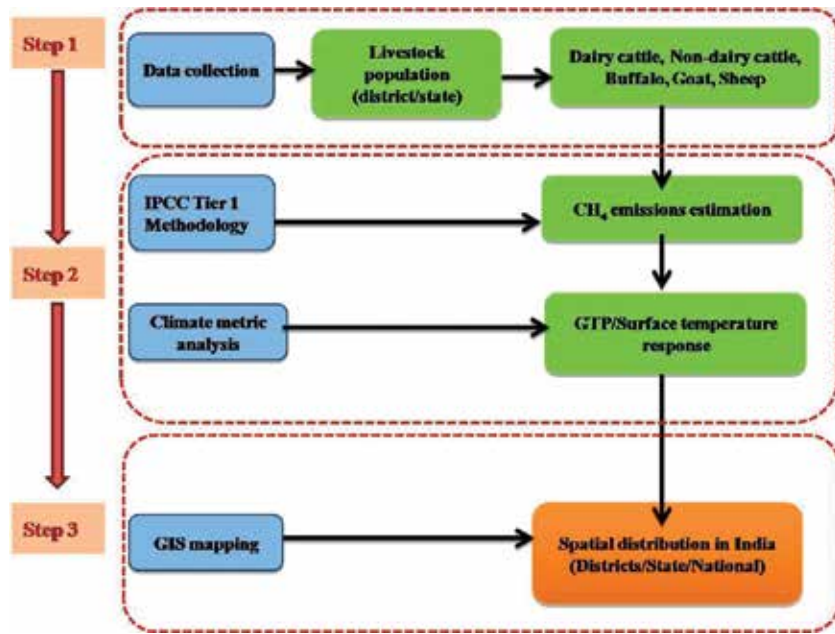 Step 1
Data collection
Livestock
population
(district/state)
Dairy cattle, Non-dairy cattle,
Buffalo, Goat, Sheep
Step 2
IPCC Tier 1
Methodology
CH₄ emissions estimation
Climate metric
analysis
GTP/Surface temperature
response
Step 3
GIS mapping
Spatial distribution in India
(Districts/State/National)